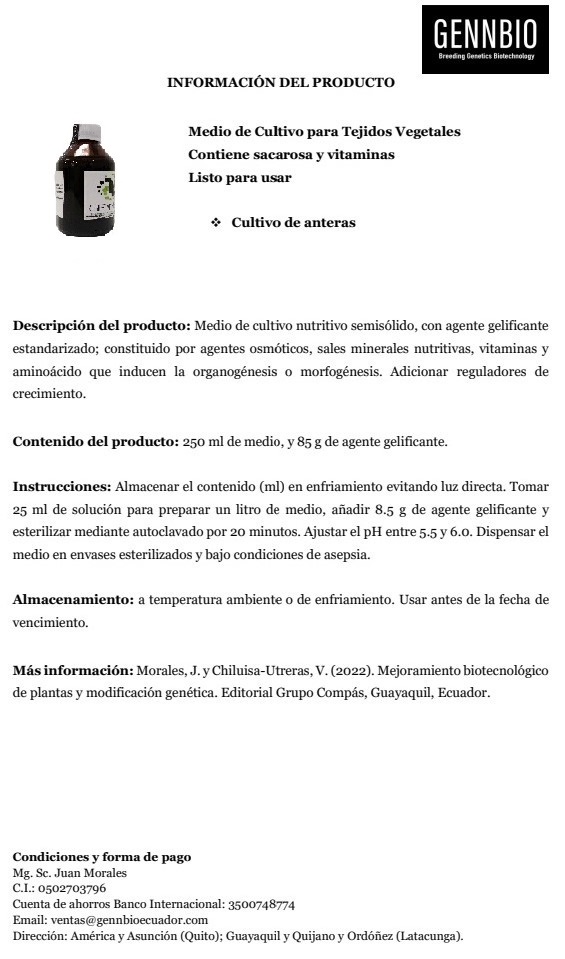 GENNBIO
Breeding Genetics Biotechnology
INFORMACIÓN DEL PRODUCTO
Medio de Cultivo para Tejidos Vegetales
Contiene sacarosa y vitaminas
Listo para usar
❖ Cultivo de anteras
Descripción del producto: Medio de cultivo nutritivo semisólido, con agente gelificante
estandarizado; constituido por agentes osmóticos, sales minerales nutritivas, vitaminas y
aminoácido que inducen la organogénesis o morfogénesis. Adicionar reguladores de
crecimiento.
Contenido del producto: 250 ml de medio, y 85 g de agente gelificante.
Instrucciones: Almacenar el contenido (ml) en enfriamiento evitando luz directa. Tomar
25 ml de solución para preparar un litro de medio, añadir 8.5 g de agente gelificante y
esterilizar mediante autoclavado por 20 minutos. Ajustar el pH entre 5.5 y 6.0. Dispensar el
medio en envases esterilizados y bajo condiciones de asepsia.
Almacenamiento: a temperatura ambiente o de enfriamiento. Usar antes de la fecha de
vencimiento.
Más información: Morales, J. y Chiluisa-Utreras, V. (2022). Mejoramiento biotecnológico
de plantas y modificación genética. Editorial Grupo Compás, Guayaquil, Ecuador.
Condiciones y forma de pago
Mg. Sc. Juan Morales
C.I.: 0502703796
Cuenta de ahorros Banco Internacional: 3500748774
Email: ventas@gennbioecuador.com
Dirección: América y Asunción (Quito); Guayaquil y Quijano y Ordóñez (Latacunga).